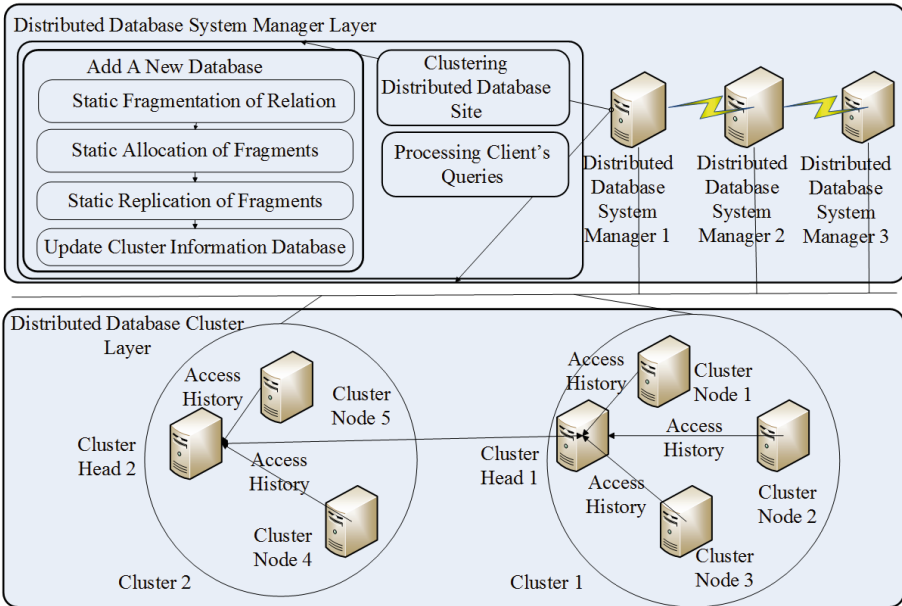 Distributed Database System Manager Layer
Add A New Database
Static Fragmentation of Relation
Static Allocation of Fragments
Static Replication of Fragments
Update Cluster Information Database
Clustering
Distributed Database
Site
Processing Client's
Queries
Distributed
Database
System
Manager 1
Distributed
Database
System
Manager 2
Distributed
Database
System
Manager 3
Distributed Database Cluster
Layer
Access
History
Cluster
Node 5
Cluster
Head 2
Access
History
Cluster
Node 4
Cluster 2
Access
History
Cluster
Node 1
Cluster
Head 1
Access
History
Cluster
Node 2
Access
History
Cluster
Node 3
Cluster 1